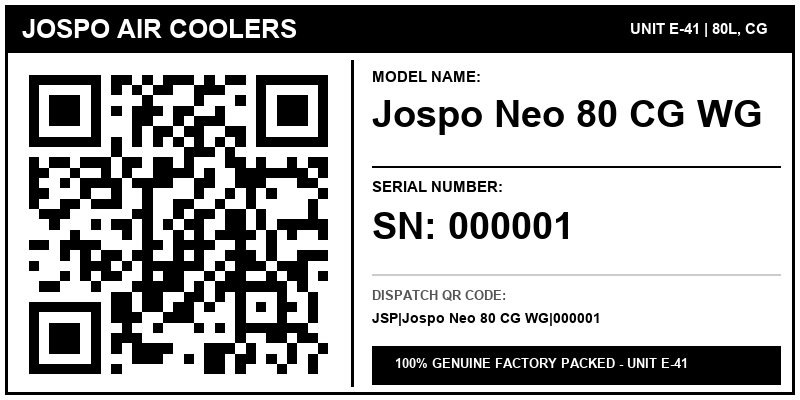 JOSPO AIR COOLERS
UNIT E-41 | 80L, CG
MODEL NAME:
Jospo Neo 80 CG WG
SERIAL NUMBER:
SN: 000001
DISPATCH QR CODE:
JSP|Jospo Neo 80 CG WG|000001
100% GENUINE FACTORY PACKED - UNIT E-41